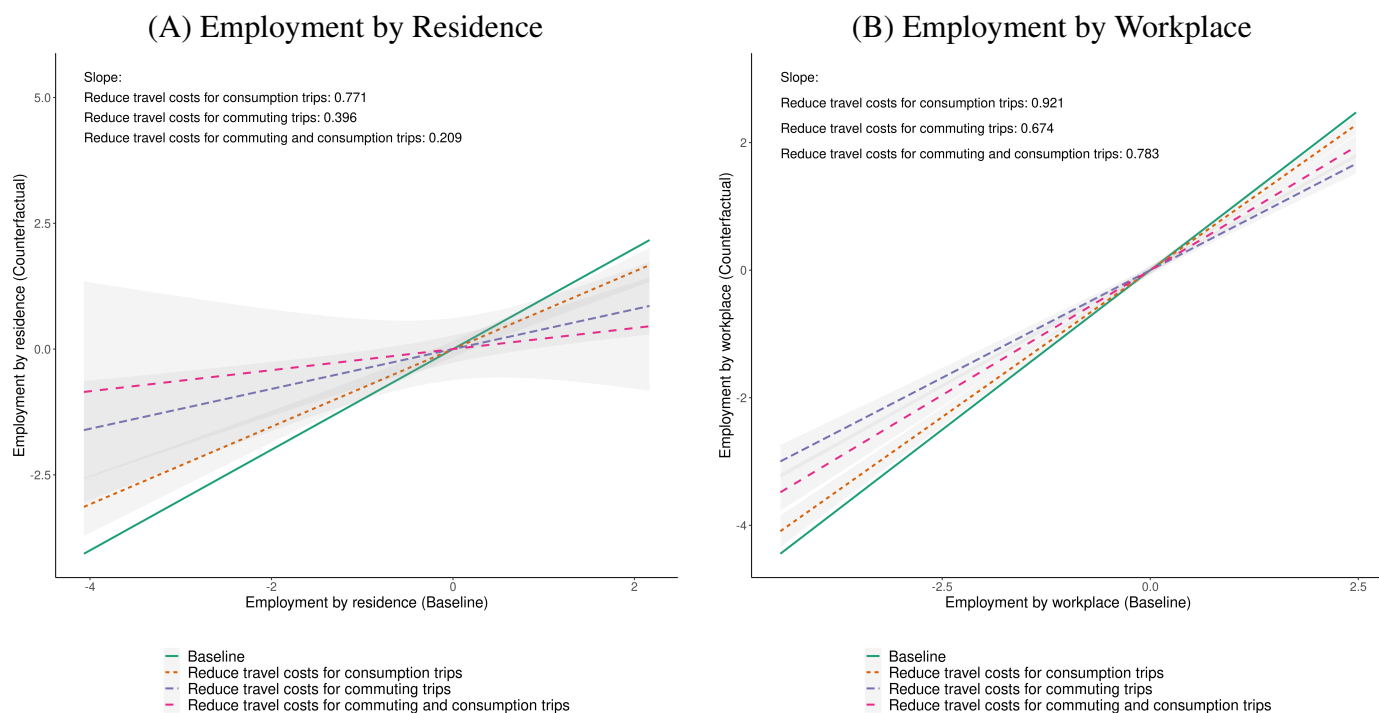 (A) Employment by Residence
Slope:
Reduce travel costs for consumption trips: 0.771
Reduce travel costs for commuting trips: 0.396
Reduce travel costs for commuting and consumption trips: 0.209
Employment by residence (Counterfactual)
5.0
2.5
0.0
-2.5
-4
-2
0
2
Employment by residence (Baseline)
Baseline
Reduce travel costs for consumption trips
Reduce travel costs for commuting trips
Reduce travel costs for commuting and consumption trips
(B) Employment by Workplace
Slope:
Reduce travel costs for consumption trips: 0.921
Reduce travel costs for commuting trips: 0.674
Reduce travel costs for commuting and consumption trips: 0.783
Employment by workplace (Counterfactual)
2
0
-2
-4
-2.5
0.0
2.5
Employment by workplace (Baseline)
Baseline
Reduce travel costs for consumption trips
Reduce travel costs for commuting trips
Reduce travel costs for commuting and consumption trips